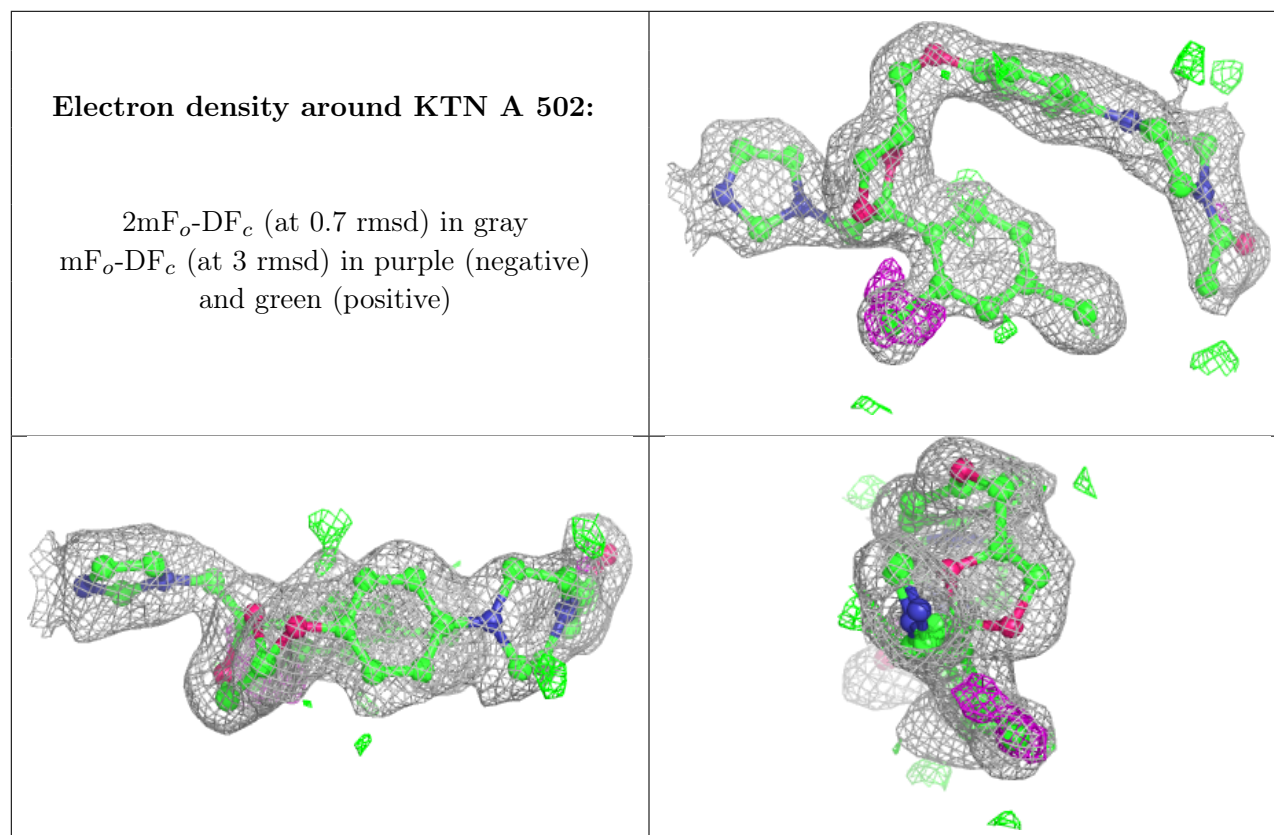 Electron density around KTN A 502:
2mFo-DFc (at 0.7 rmsd) in gray
mFo-DFc (at 3 rmsd) in purple (negative)
and green (positive)